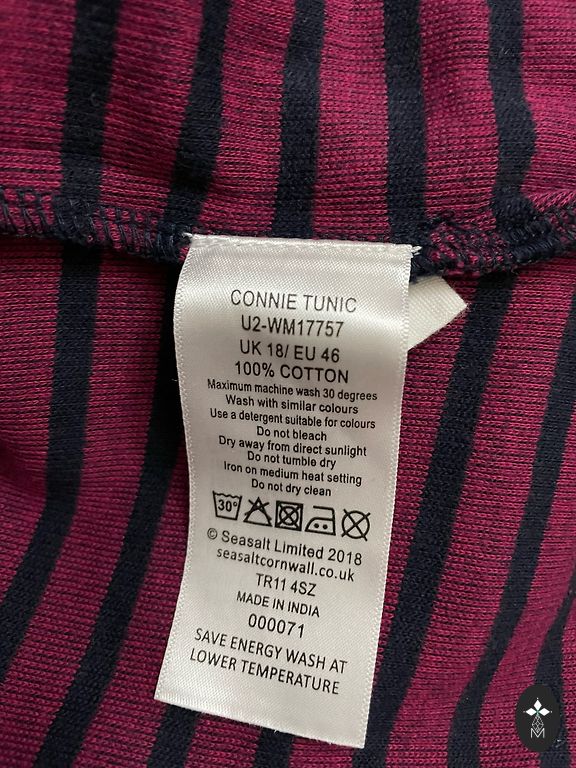 CONNIE TUNIC
U2-WM17757
UK 18/ EU 46
100% COTTON
Maximum machine wash 30 degrees
Wash with similar colours
Use a detergent suitable for colours
Do not bleach
Dry away from direct sunlight
Do not tumble dry
Iron on medium heat setting
Do not dry clean
30°
© Seasalt Limited 2018
seasaltcornwall.co.uk
TR11 4SZ
MADE IN INDIA
000071
SAVE ENERGY WASH AT
LOWER TEMPERATURE
M